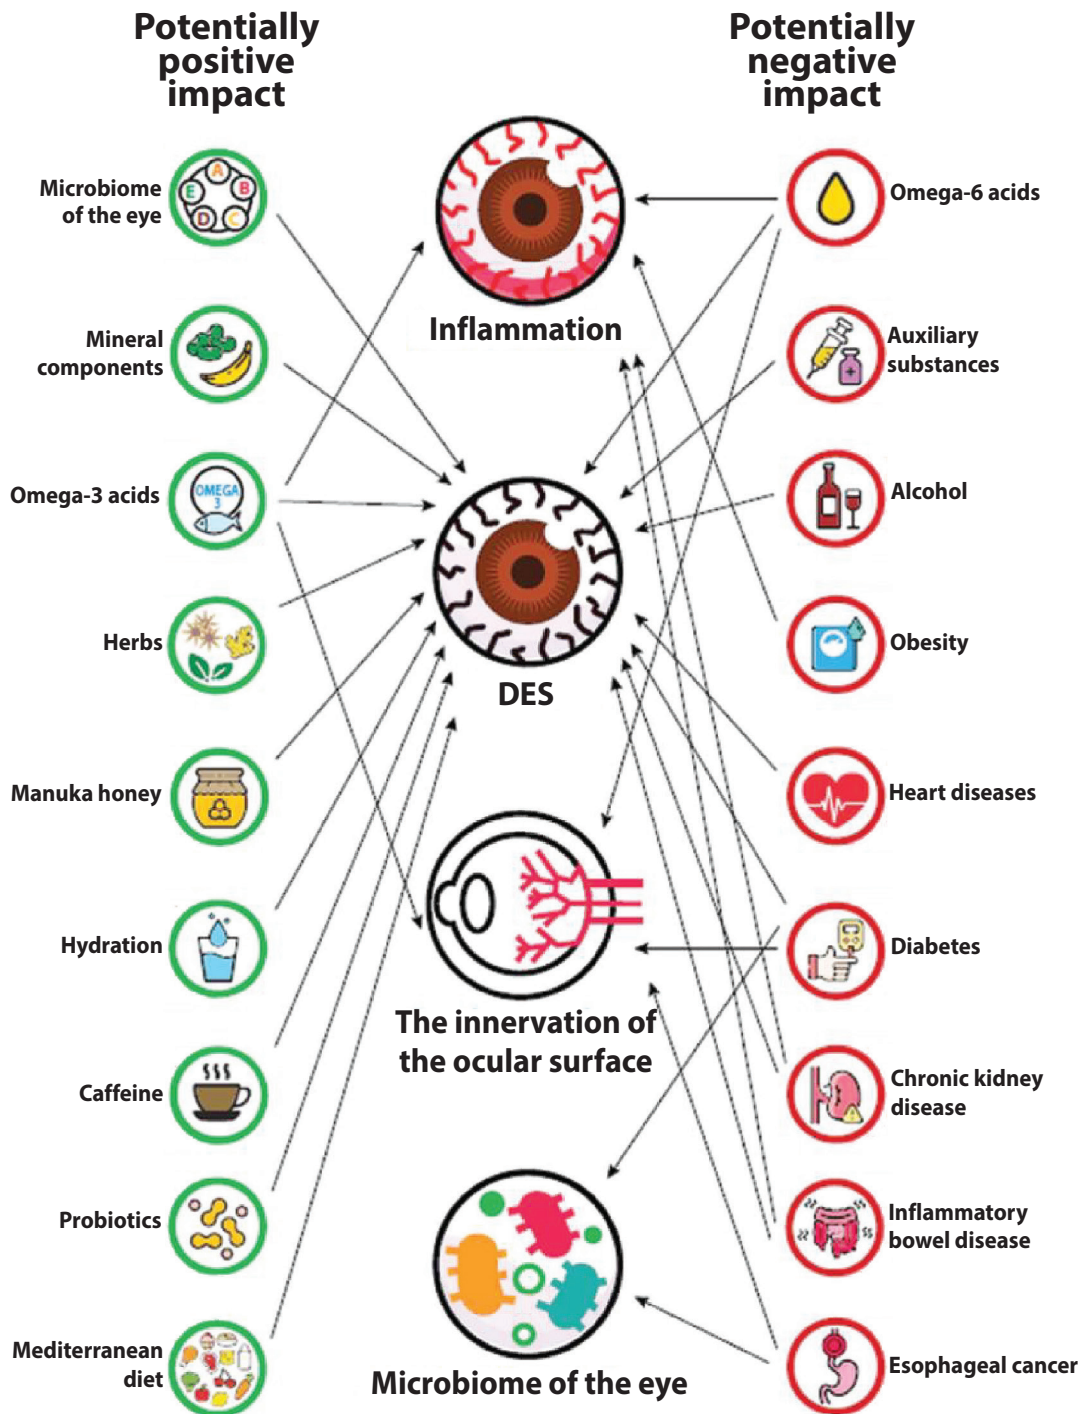 Potentially
positive
impact
Potentially
negative
impact
Microbiome
of the eye
A
E
B
D
C
Mineral
components
Omega-3 acids
OMEGA
3
Herbs
Manuka honey
Hydration
Caffeine
Probiotics
Mediterranean
diet
Inflammation
DES
The innervation of
the ocular surface
Microbiome of the eye
Omega-6 acids
Auxiliary
substances
Alcohol
Obesity
Heart diseases
Diabetes
Chronic kidney
disease
Inflammatory
bowel disease
Esophageal cancer